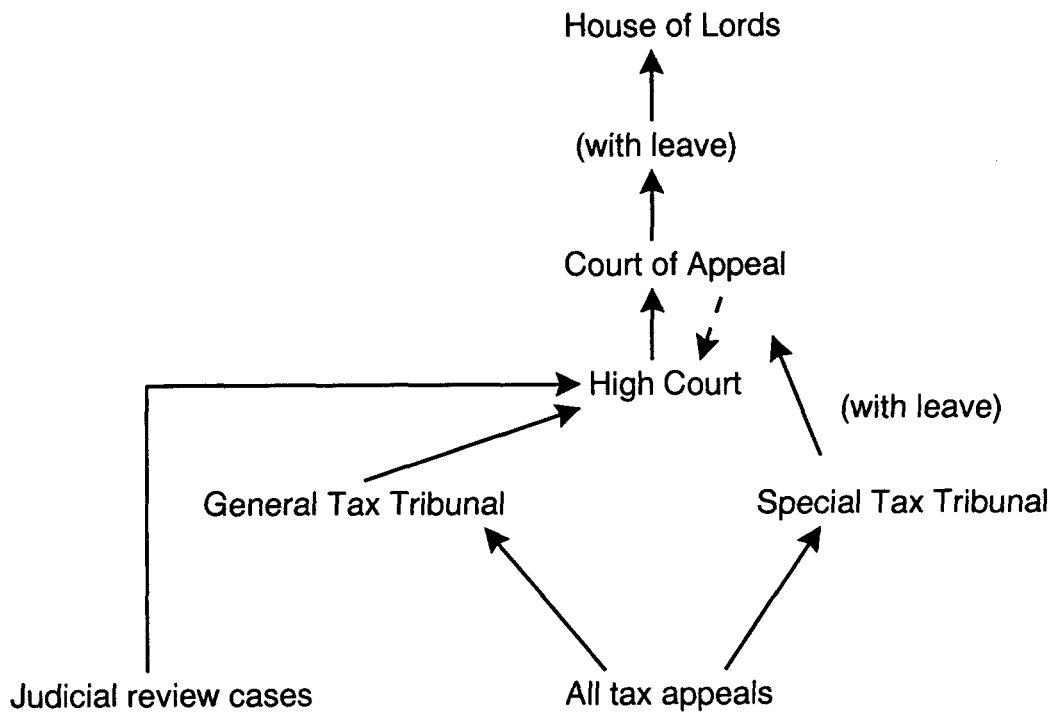 House of Lords
(with leave)
Court of Appeal
High Court
(with leave)
General Tax Tribunal
Special Tax Tribunal
Judicial review cases
All tax appeals